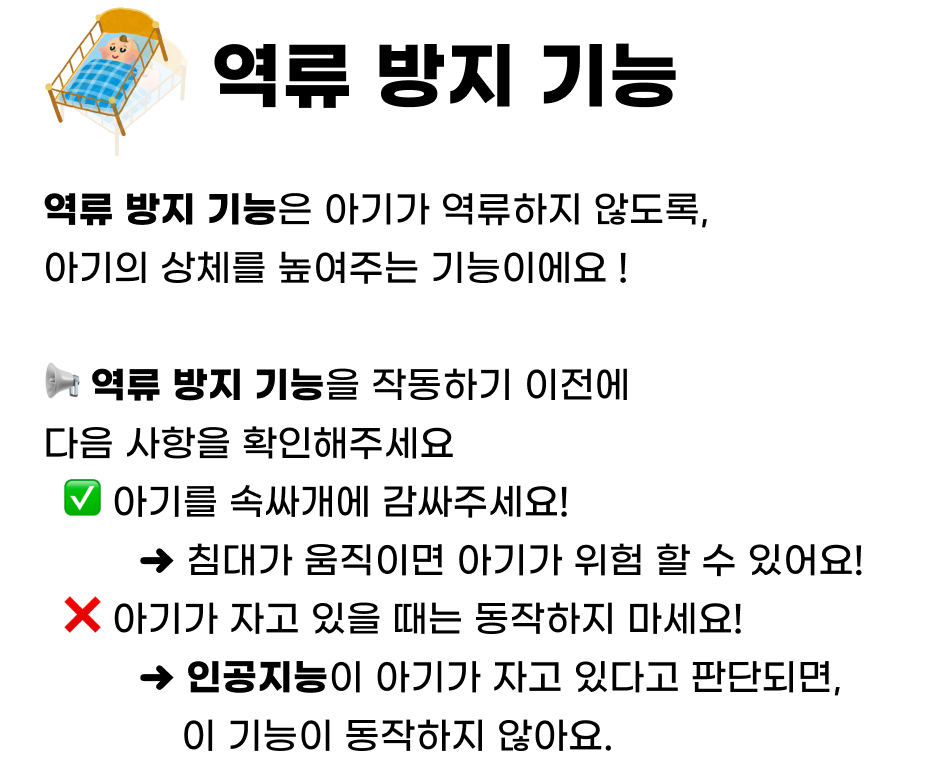 역류 방지 기능
역류 방지 기능은 아기가 역류하지 않도록,
아기의 상체를 높여주는 기능이에요 !
역류 방지 기능을 작동하기 이전에
다음 사항을 확인해주세요
✅ 아기를 속싸개에 감싸주세요!
➜ 침대가 움직이면 아기가 위험 할 수 있어요!
❌ 아기가 자고 있을 때는 동작하지 마세요!
➜ 인공지능이 아기가 자고 있다고 판단되면,
이 기능이 동작하지 않아요.